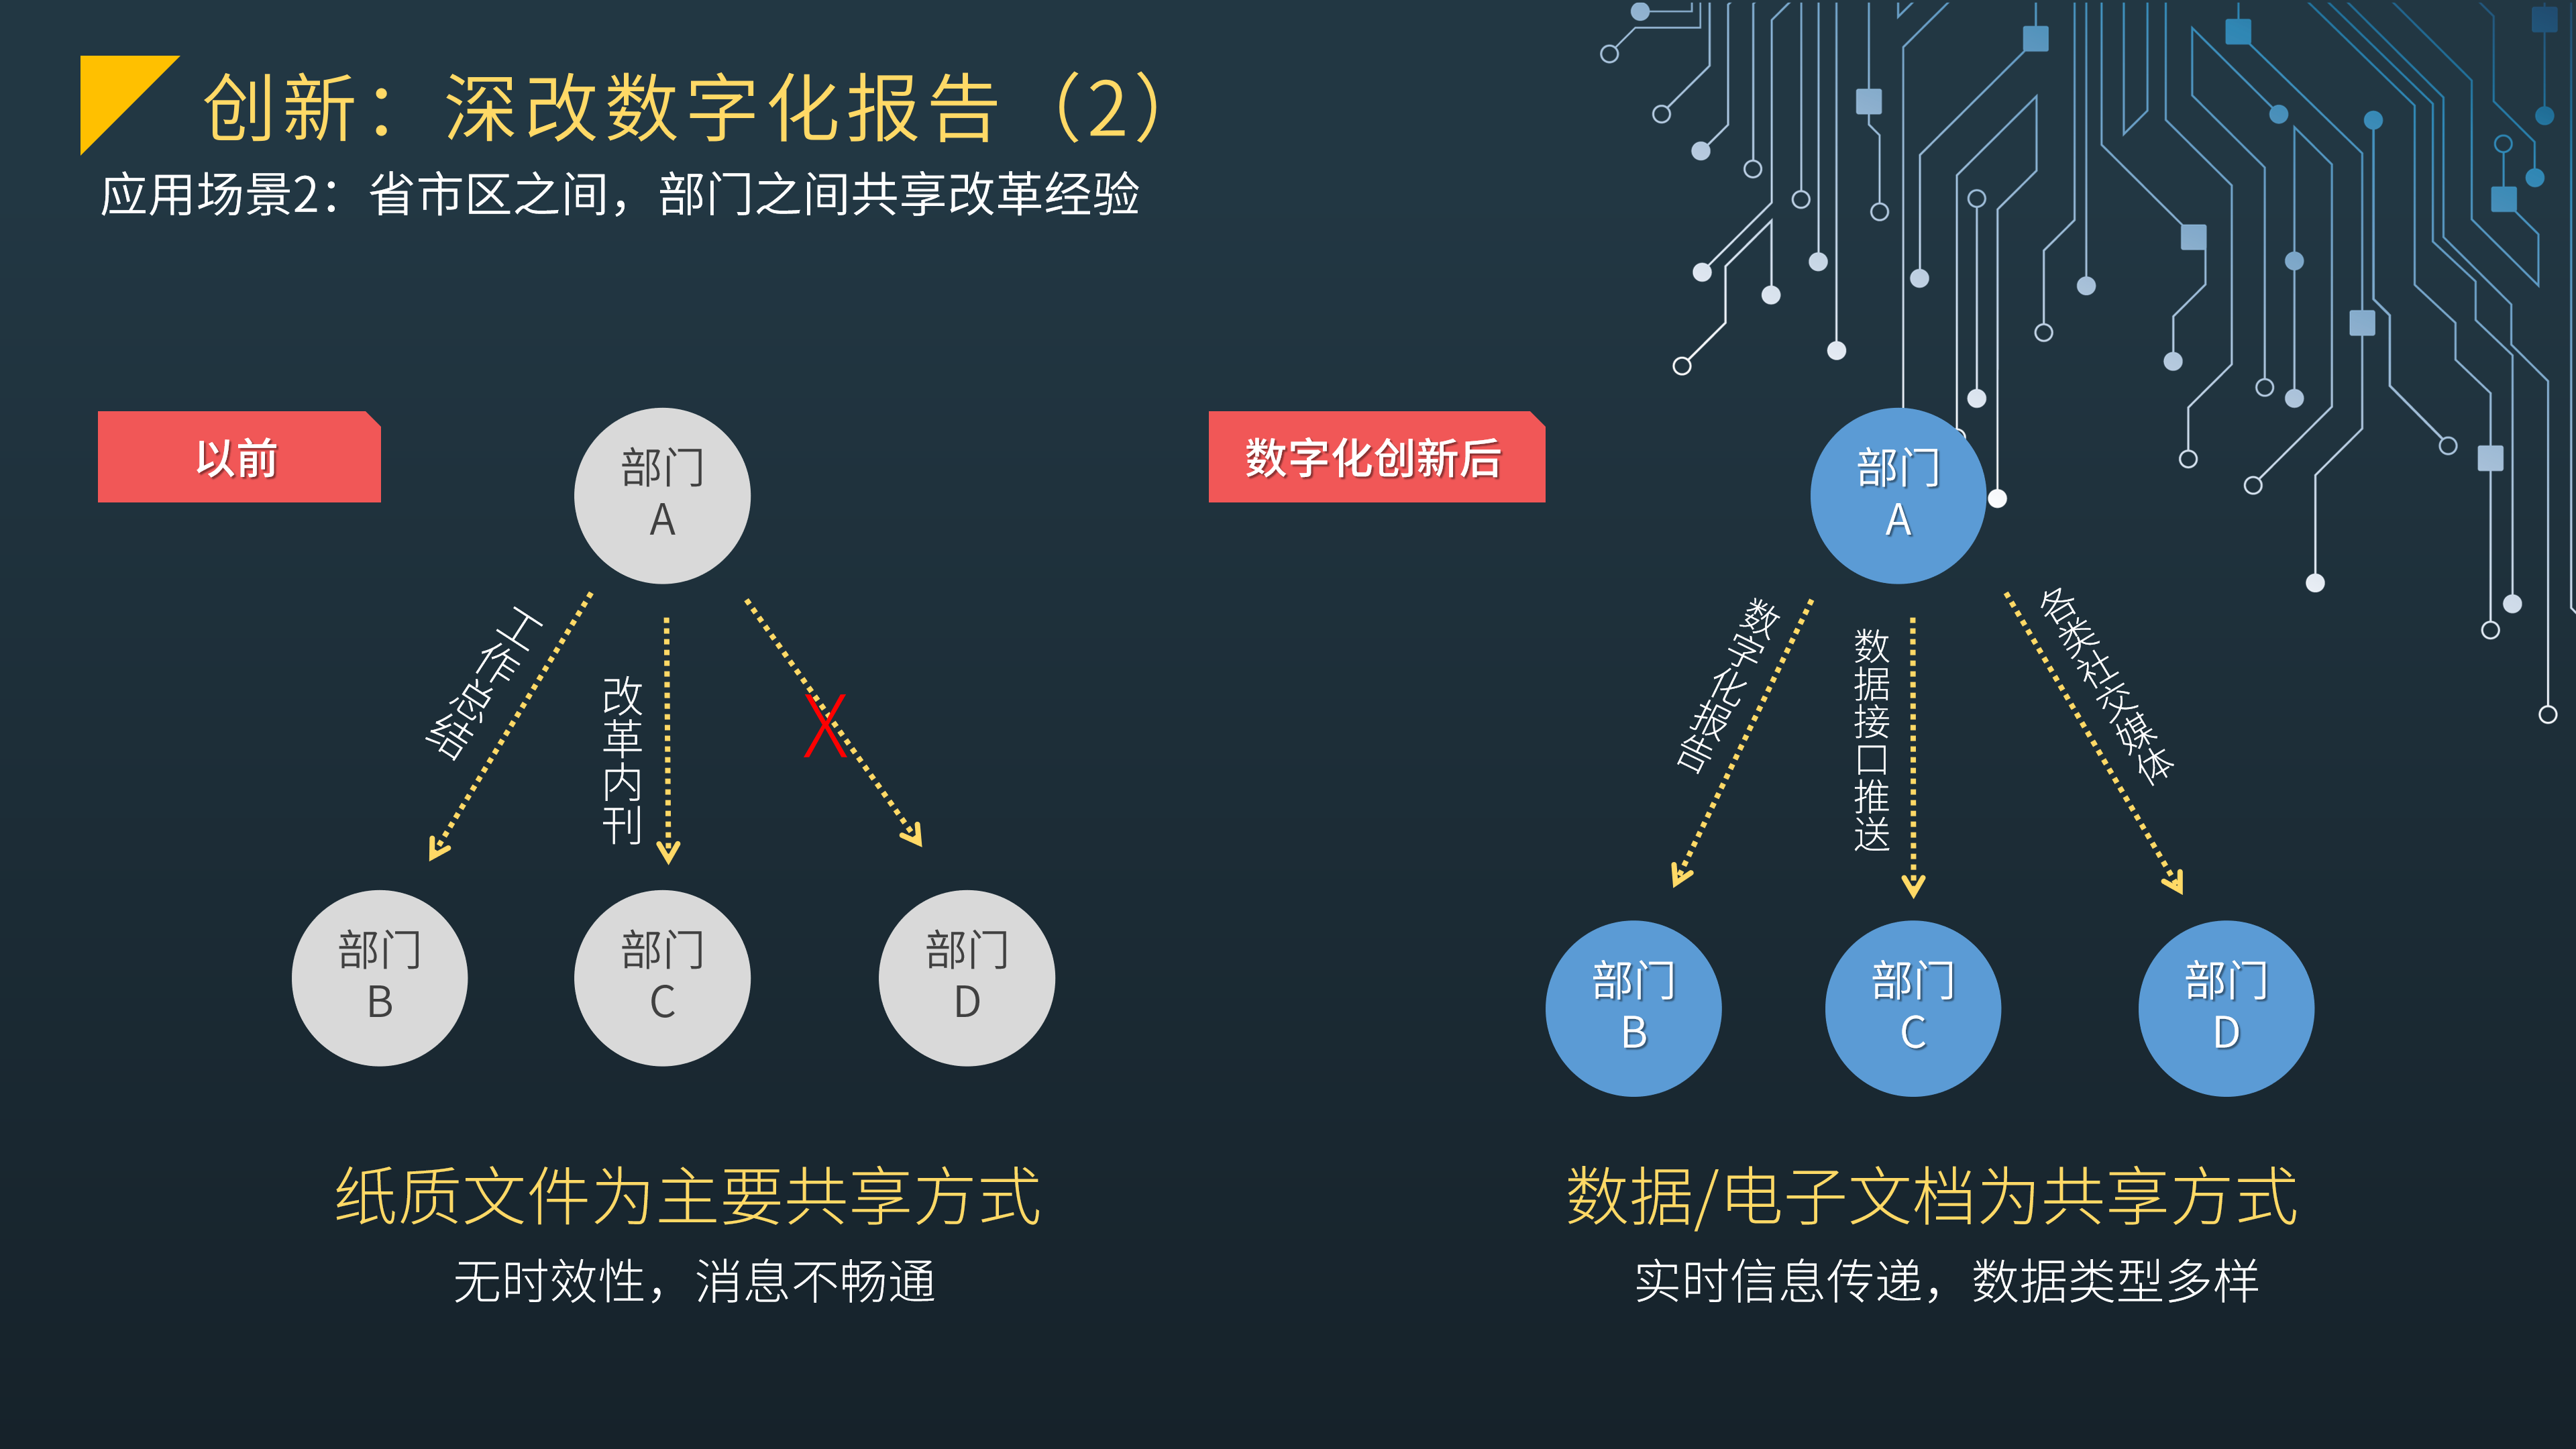 创新：深改数字化报告（2）
应用场景2：省市区之间，部门之间共享改革经验
以前
部门
A
工作总结
改革内刊
X
部门
B
部门
C
部门
D
纸质文件为主要共享方式
无时效性，消息不畅通
数字化创新后
部门
A
数字化报告
数据接口推送
各类社交媒体
部门
B
部门
C
部门
D
数据/电子文档为共享方式
实时信息传递，数据类型多样